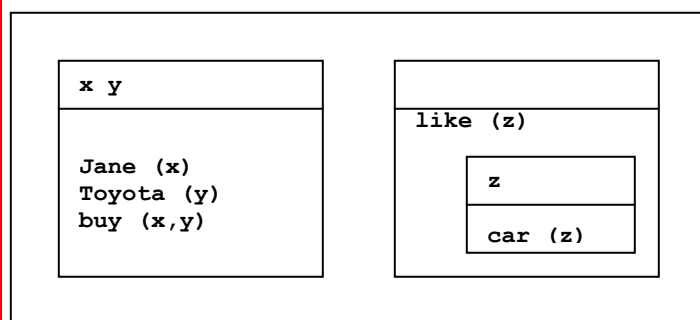 x y
Jane (x)
Toyota (y)
buy (x,y)
like (z)
z
car (z)